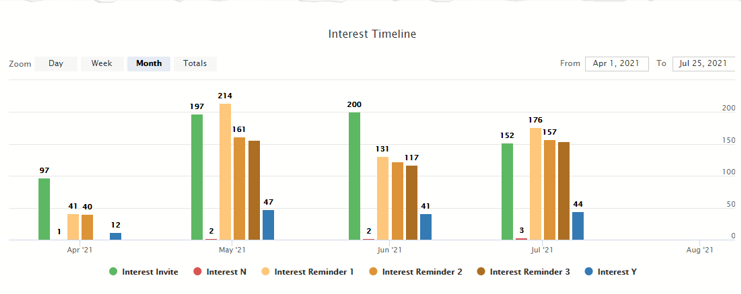 Interest Timeline
Zoom Day Week Month Totals From Apr 1, 2021 To Jul 25, 2021
214
197 200
200
176
161 152 157
150
131
117
97
100
41 40 47 41 44
50
1 12 2 2 3
0
Apr '21 May '21 Jun '21 Jul '21 Aug '21
Interest Invite Interest N Interest Reminder 1 Interest Reminder 2 Interest Reminder 3 Interest Y